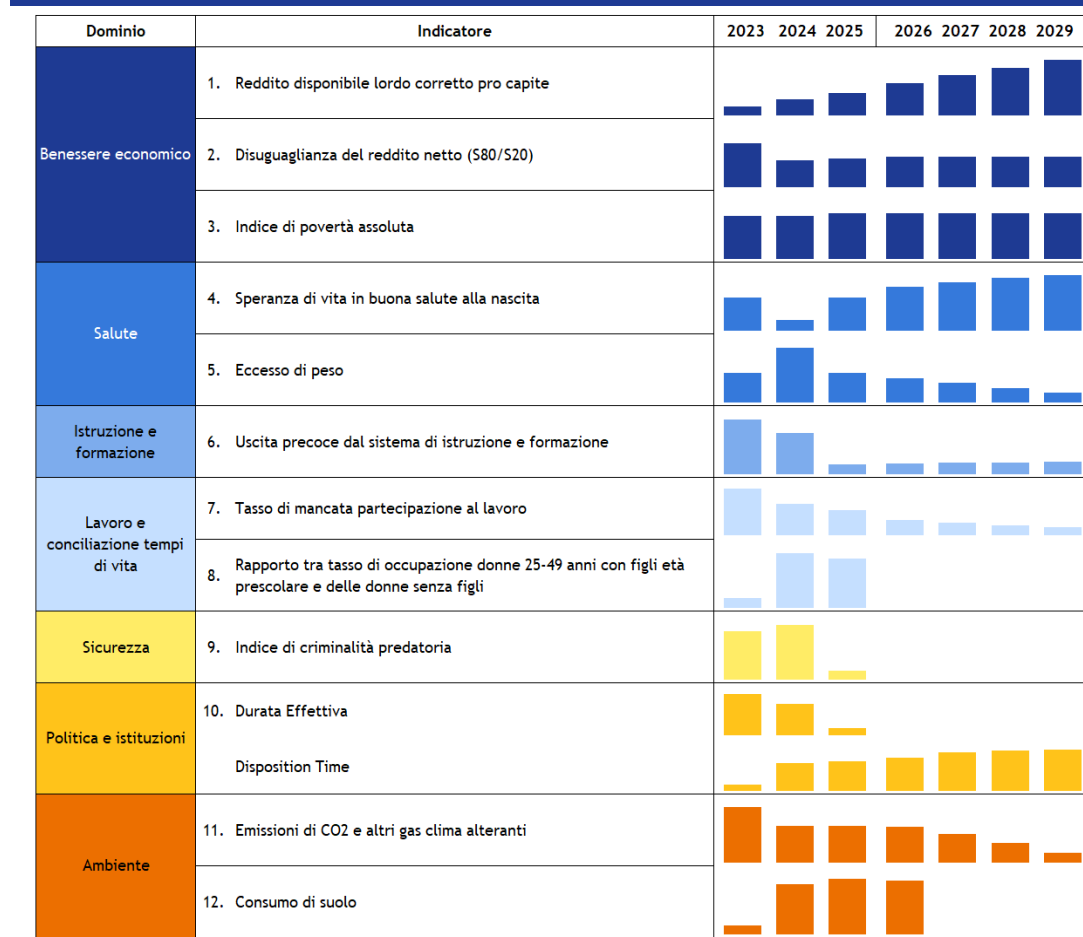 Dominio Indicatore 2023 2024 2025 2026 2027 2028 2029
1. Reddito disponibile lordo corretto pro capite
Benessere economico 2. Disuguaglianza del reddito netto (S80/S20)
3. Indice di povertà assoluta
4. Speranza di vita in buona salute alla nascita
Salute
5. Eccesso di peso
Istruzione e
formazione
6. Uscita precoce dal sistema di istruzione e formazione
7. Tasso di mancata partecipazione al lavoro
Lavoro e
conciliazione tempi
di vita
8. Rapporto tra tasso di occupazione donne 25-49 anni con figli età
prescolare e delle donne senza figli
Sicurezza 9. Indice di criminalità predatoria
10. Durata Effettiva
Politica e istituzioni
Disposition Time
11. Emissioni di CO2 e altri gas clima alteranti
Ambiente
12. Consumo di suolo